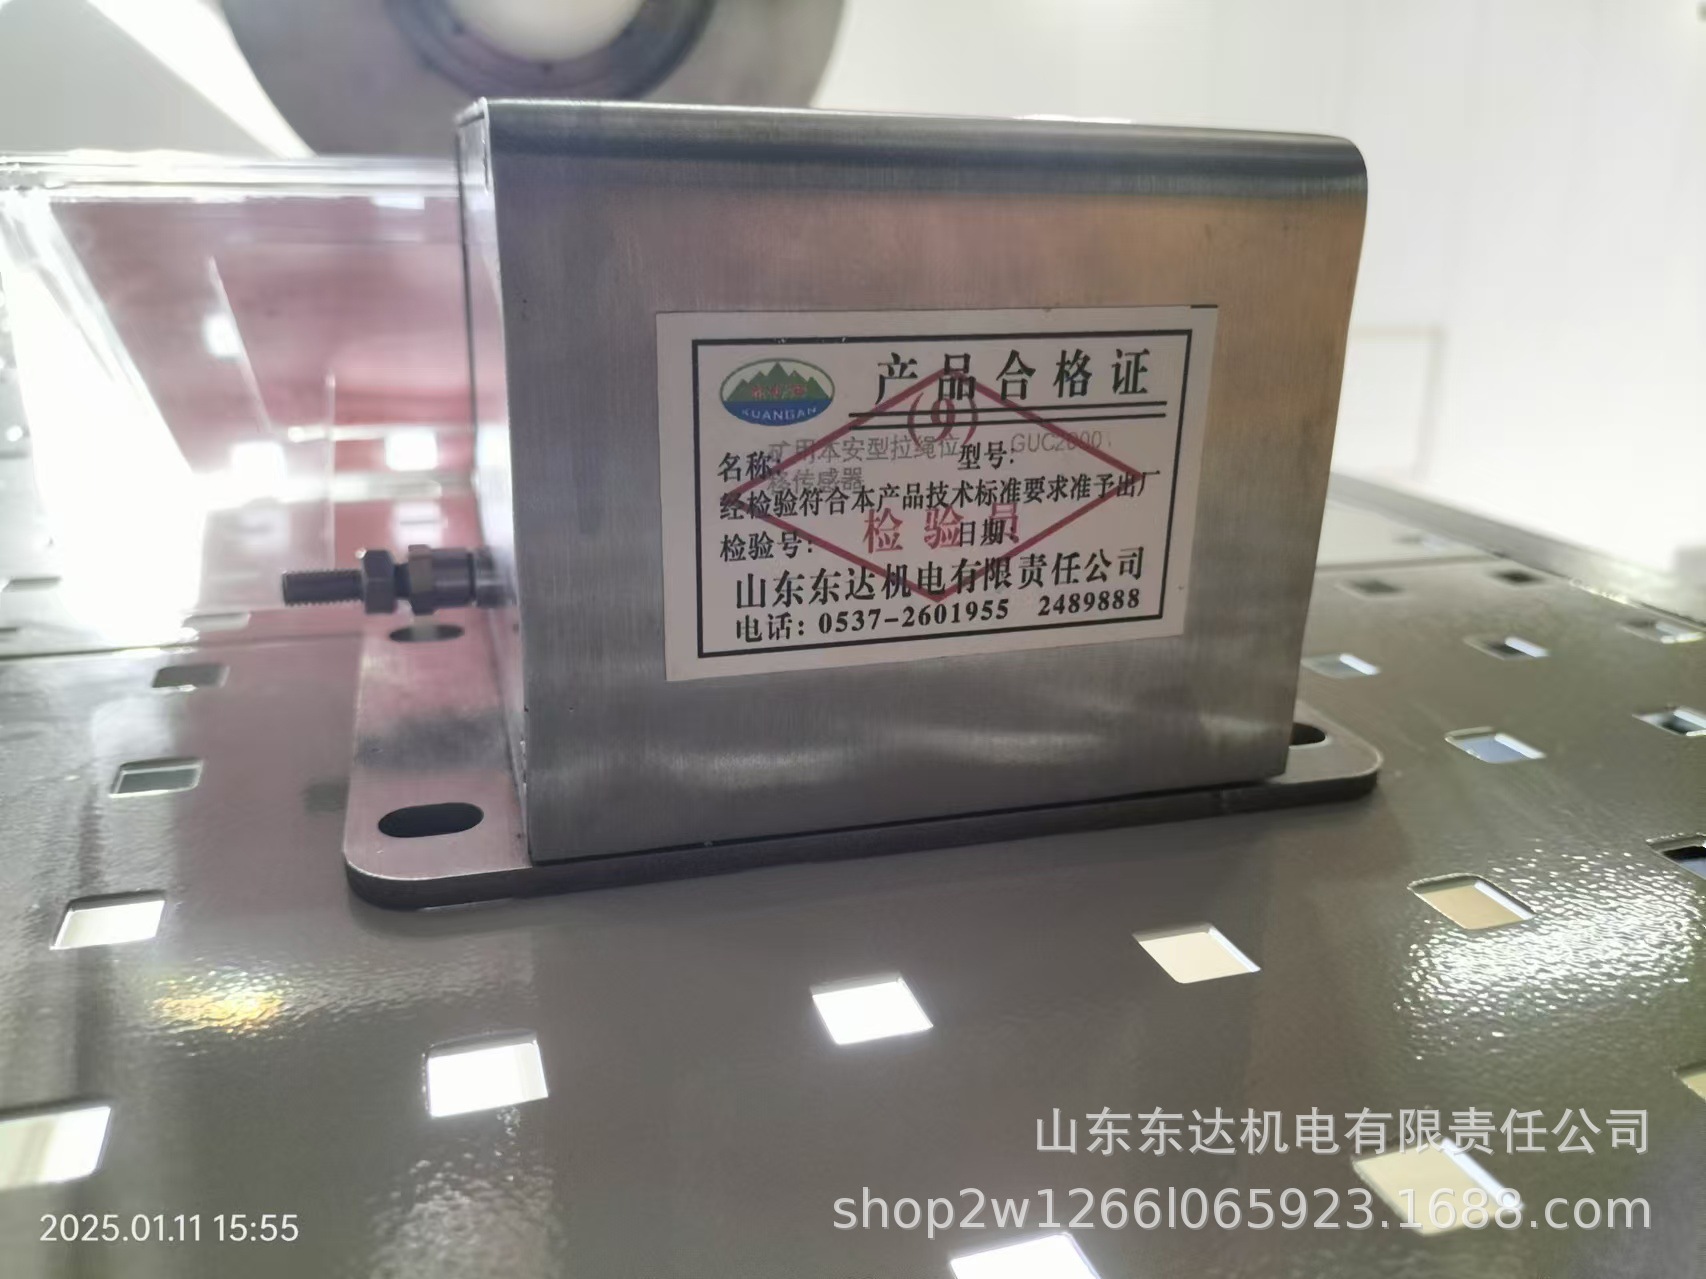 产品合格证
KUANGAN
(9)
名称: 矿用本安型拉绳位移传感器 型号: GUC2000
经检验符合本产品技术标准要求准予出厂
检验号: 检验员 日期:
山东东达机电有限责任公司
电话: 0537-2601955 2489888
山东东达机电有限责任公司
shop2w1266l065923.1688.com
2025.01.11 15:55